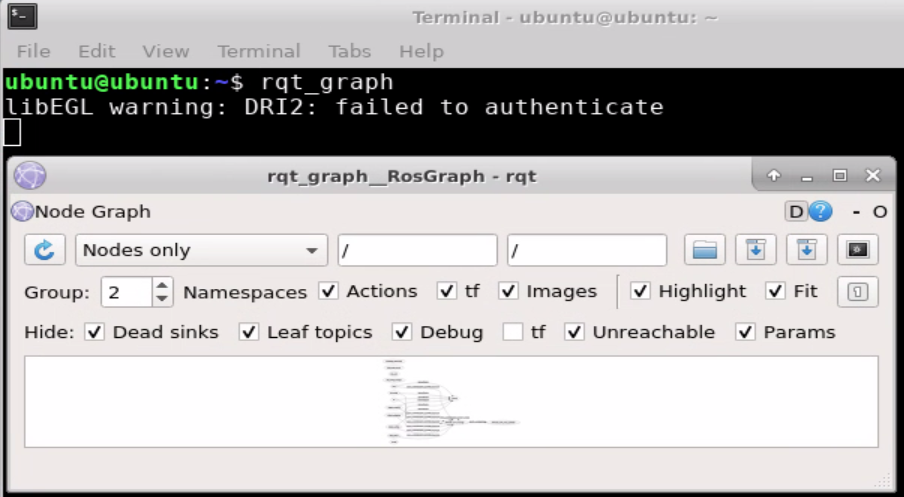 Terminal - ubuntu@ubuntu: ~
File Edit View Terminal Tabs Help
ubuntu@ubuntu:~$ rqt_graph
libEGL warning: DRI2: failed to authenticate
rqt_graph__RosGraph - rqt
Node Graph D ? - O
Nodes only / /
Group: 2 Namespaces Actions tf Images Highlight Fit 1
Hide: Dead sinks Leaf topics Debug tf Unreachable Params